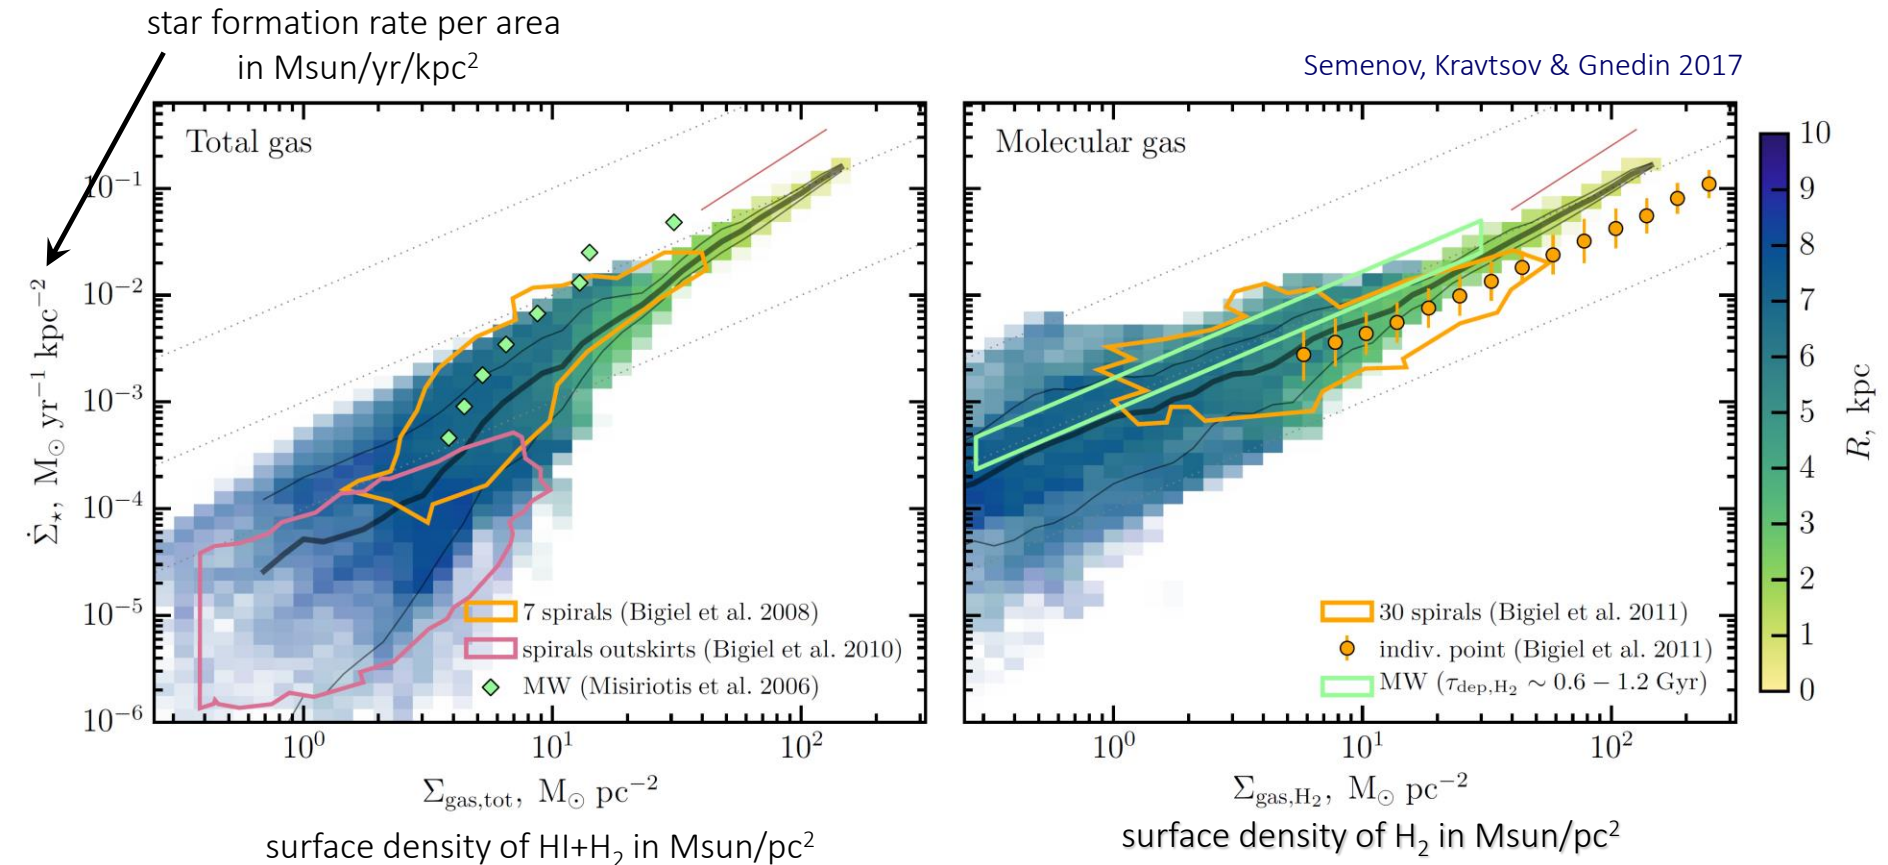 star formation rate per area
in Msun/yr/kpc²
Semenov, Kravtsov & Gnedin 2017
Total gas
Molecular gas
10⁻¹
10⁻²
10⁻³
10⁻⁴
10⁻⁵
10⁻⁶
Σ̇⋆, M⊙ yr⁻¹ kpc⁻²
7 spirals (Bigiel et al. 2008)
spirals outskirts (Bigiel et al. 2010)
MW (Misiriotis et al. 2006)
30 spirals (Bigiel et al. 2011)
indiv. point (Bigiel et al. 2011)
MW (τdep,H₂ ∼ 0.6 − 1.2 Gyr)
10⁰ 10¹ 10²
10⁰ 10¹ 10²
Σgas,tot, M⊙ pc⁻²
Σgas,H₂, M⊙ pc⁻²
surface density of HI+H₂ in Msun/pc²
surface density of H₂ in Msun/pc²
10
9
8
7
6
5
4
3
2
1
0
R, kpc